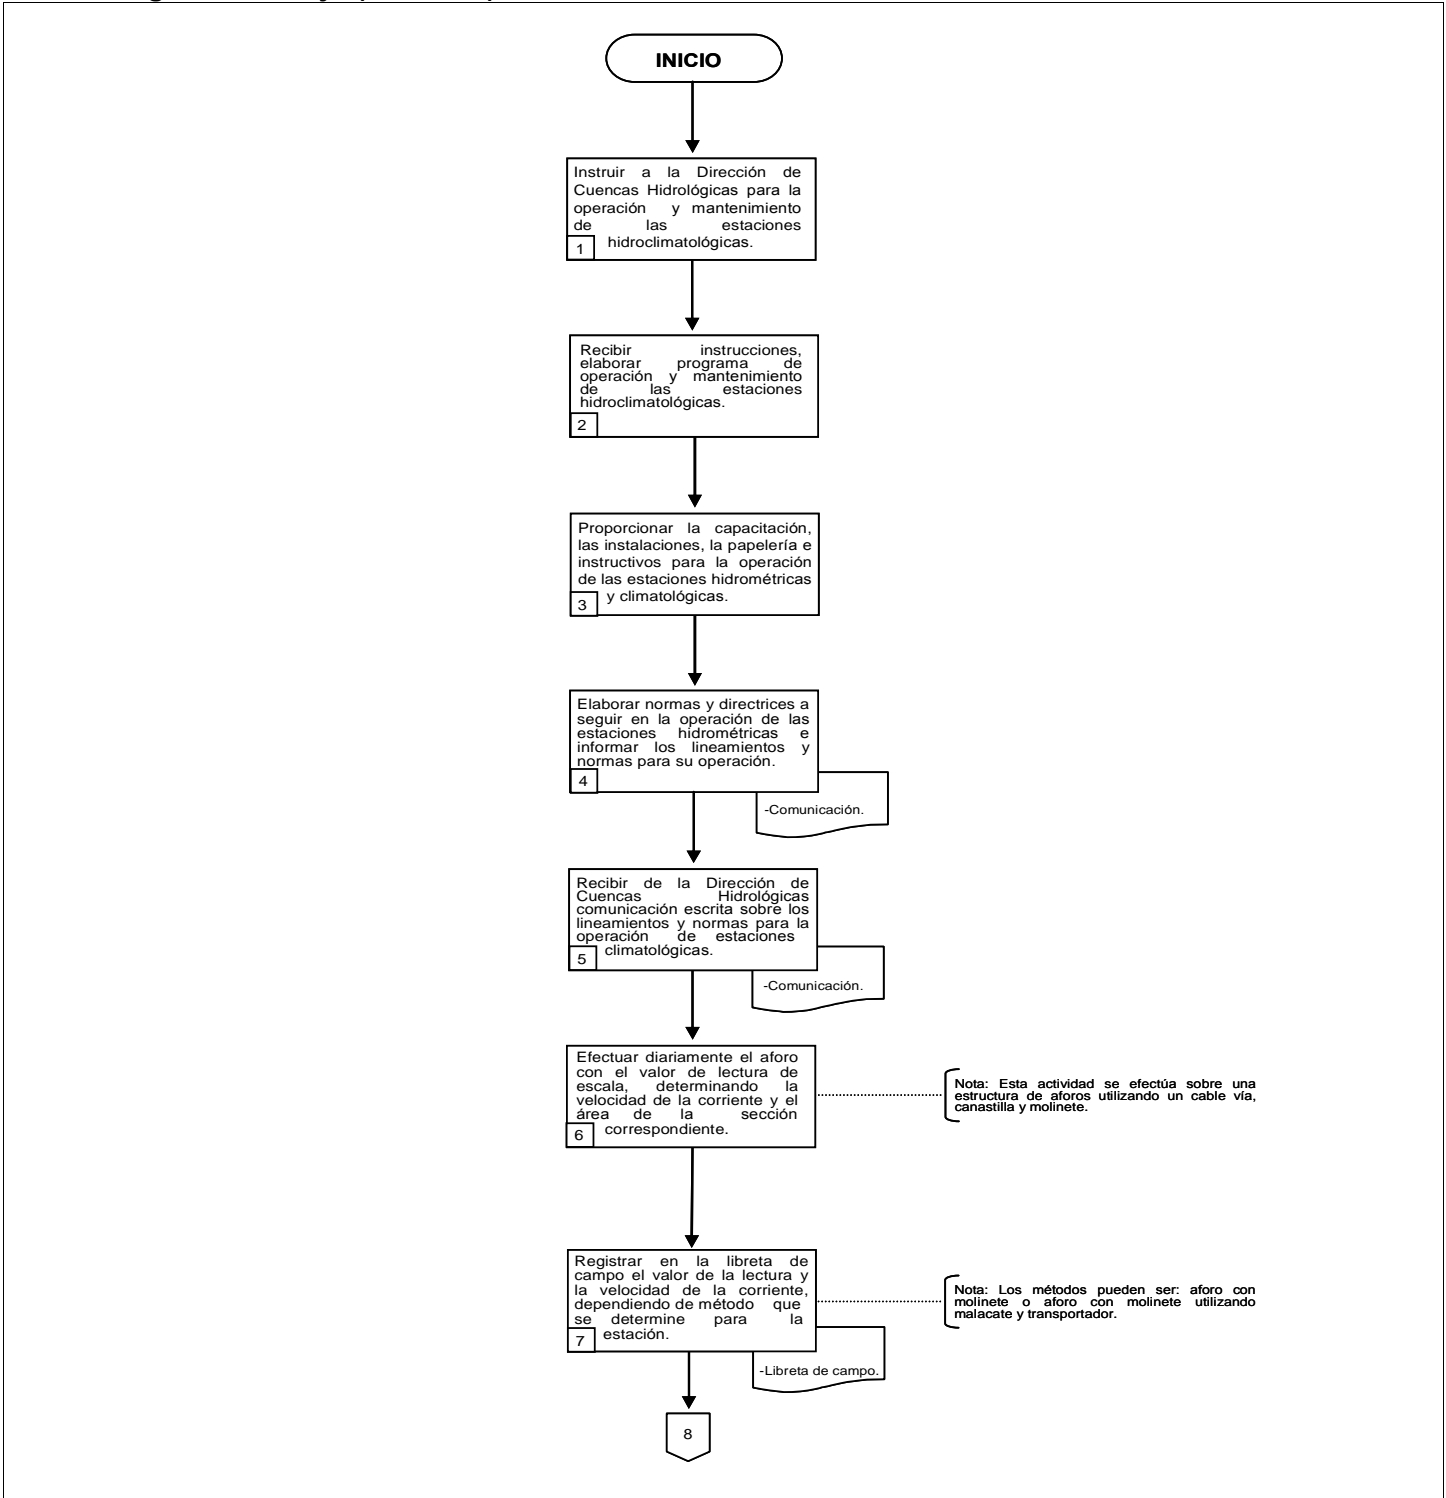 INICIO
Instruir a la Dirección de
Cuencas Hidrológicas para la
operación y mantenimiento
de las estaciones
hidroclimatológicas.
1
Recibir instrucciones,
elaborar programa de
operación y mantenimiento
de las estaciones
hidroclimatológicas.
2
Proporcionar la capacitación,
las instalaciones, la papelería e
instructivos para la operación
de las estaciones hidrométricas
y climatológicas.
3
Elaborar normas y directrices a
seguir en la operación de las
estaciones hidrométricas e
informar los lineamientos y
normas para su operación.
4
-Comunicación.
Recibir de la Dirección de
Cuencas Hidrológicas
comunicación escrita sobre los
lineamientos y normas para la
operación de estaciones
climatológicas.
5
-Comunicación.
Efectuar diariamente el aforo
con el valor de lectura de
escala, determinando la
velocidad de la corriente y el
área de la sección
correspondiente.
6
Nota: Esta actividad se efectúa sobre una
estructura de aforos utilizando un cable vía,
canastilla y molinete.
Registrar en la libreta de
campo el valor de la lectura y
la velocidad de la corriente,
dependiendo de método que
se determine para la
estación.
7
Nota: Los métodos pueden ser: aforo con
molinete o aforo con molinete utilizando
malacate y transportador.
-Libreta de campo.
8